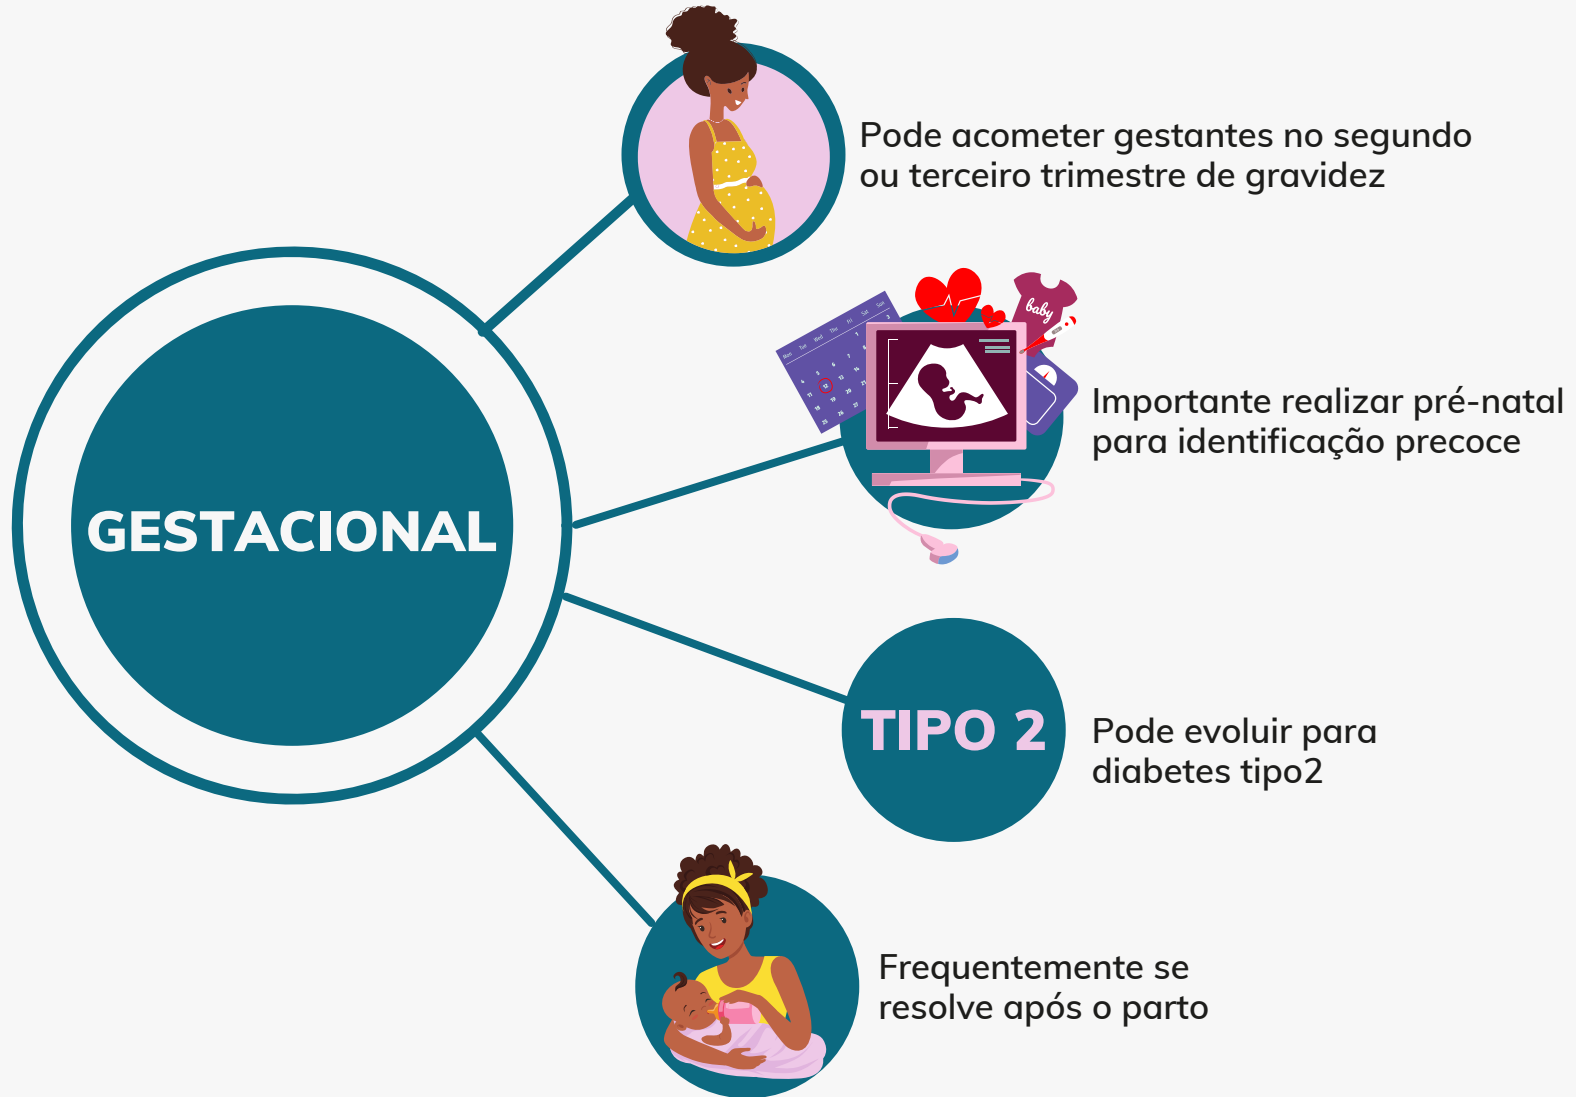 GESTACIONAL
Pode acometer gestantes no segundo
ou terceiro trimestre de gravidez
baby
Importante realizar pré-natal
para identificação precoce
TIPO 2
Pode evoluir para
diabetes tipo2
Frequentemente se
resolve após o parto